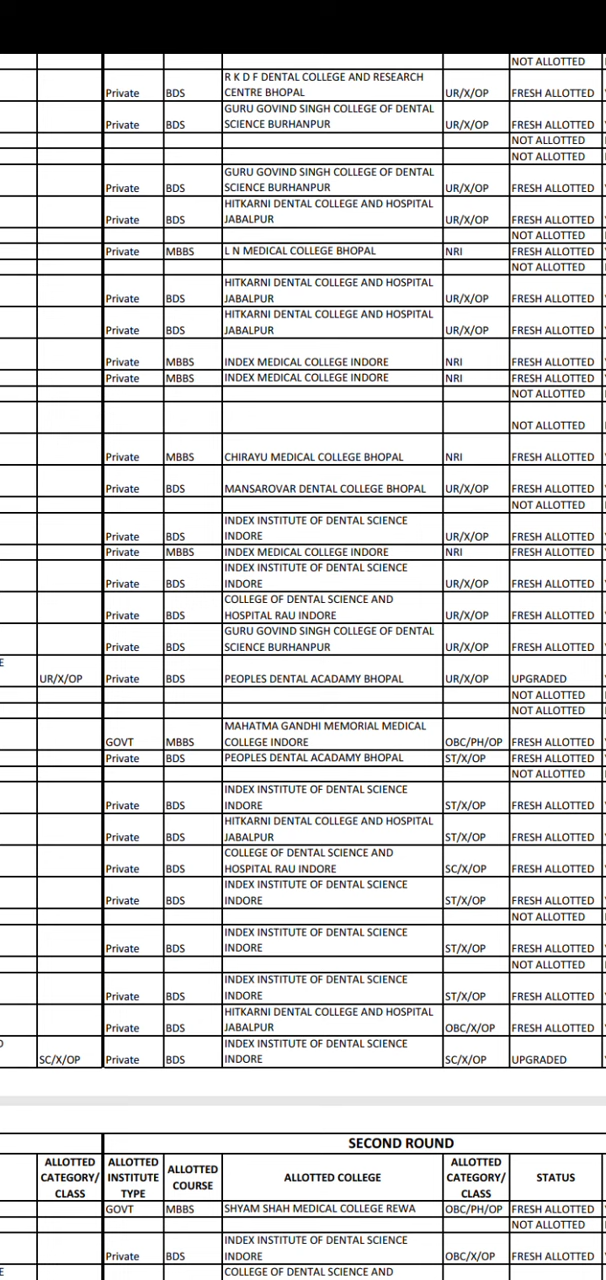 NOT ALLOTTED
R K D F DENTAL COLLEGE AND RESEARCH
Private BDS CENTRE BHOPAL UR/X/OP FRESH ALLOTTED
GURU GOVIND SINGH COLLEGE OF DENTAL
Private BDS SCIENCE BURHANPUR UR/X/OP FRESH ALLOTTED
NOT ALLOTTED
NOT ALLOTTED
GURU GOVIND SINGH COLLEGE OF DENTAL
Private BDS SCIENCE BURHANPUR UR/X/OP FRESH ALLOTTED
HITKARNI DENTAL COLLEGE AND HOSPITAL
Private BDS JABALPUR UR/X/OP FRESH ALLOTTED
NOT ALLOTTED
Private MBBS L N MEDICAL COLLEGE BHOPAL NRI FRESH ALLOTTED
NOT ALLOTTED
HITKARNI DENTAL COLLEGE AND HOSPITAL
Private BDS JABALPUR UR/X/OP FRESH ALLOTTED
HITKARNI DENTAL COLLEGE AND HOSPITAL
Private BDS JABALPUR UR/X/OP FRESH ALLOTTED
Private MBBS INDEX MEDICAL COLLEGE INDORE NRI FRESH ALLOTTED
Private MBBS INDEX MEDICAL COLLEGE INDORE NRI FRESH ALLOTTED
NOT ALLOTTED
NOT ALLOTTED
Private MBBS CHIRAYU MEDICAL COLLEGE BHOPAL NRI FRESH ALLOTTED
Private BDS MANSAROVAR DENTAL COLLEGE BHOPAL UR/X/OP FRESH ALLOTTED
NOT ALLOTTED
INDEX INSTITUTE OF DENTAL SCIENCE
Private BDS INDORE UR/X/OP FRESH ALLOTTED
Private MBBS INDEX MEDICAL COLLEGE INDORE NRI FRESH ALLOTTED
INDEX INSTITUTE OF DENTAL SCIENCE
Private BDS INDORE UR/X/OP FRESH ALLOTTED
COLLEGE OF DENTAL SCIENCE AND
Private BDS HOSPITAL RAU INDORE UR/X/OP FRESH ALLOTTED
GURU GOVIND SINGH COLLEGE OF DENTAL
Private BDS SCIENCE BURHANPUR UR/X/OP FRESH ALLOTTED
E
UR/X/OP Private BDS PEOPLES DENTAL ACADAMY BHOPAL UR/X/OP UPGRADED
NOT ALLOTTED
NOT ALLOTTED
MAHATMA GANDHI MEMORIAL MEDICAL
GOVT MBBS COLLEGE INDORE OBC/PH/OP FRESH ALLOTTED
Private BDS PEOPLES DENTAL ACADAMY BHOPAL ST/X/OP FRESH ALLOTTED
NOT ALLOTTED
INDEX INSTITUTE OF DENTAL SCIENCE
Private BDS INDORE ST/X/OP FRESH ALLOTTED
HITKARNI DENTAL COLLEGE AND HOSPITAL
Private BDS JABALPUR ST/X/OP FRESH ALLOTTED
COLLEGE OF DENTAL SCIENCE AND
Private BDS HOSPITAL RAU INDORE SC/X/OP FRESH ALLOTTED
INDEX INSTITUTE OF DENTAL SCIENCE
Private BDS INDORE ST/X/OP FRESH ALLOTTED
NOT ALLOTTED
INDEX INSTITUTE OF DENTAL SCIENCE
Private BDS INDORE ST/X/OP FRESH ALLOTTED
NOT ALLOTTED
INDEX INSTITUTE OF DENTAL SCIENCE
Private BDS INDORE ST/X/OP FRESH ALLOTTED
HITKARNI DENTAL COLLEGE AND HOSPITAL
Private BDS JABALPUR OBC/X/OP FRESH ALLOTTED
INDEX INSTITUTE OF DENTAL SCIENCE
SC/X/OP Private BDS INDORE SC/X/OP UPGRADED
SECOND ROUND
ALLOTTED CATEGORY/ CLASS ALLOTTED INSTITUTE TYPE ALLOTTED COURSE ALLOTTED COLLEGE ALLOTTED CATEGORY/ CLASS STATUS
GOVT MBBS SHYAM SHAH MEDICAL COLLEGE REWA OBC/PH/OP FRESH ALLOTTED
NOT ALLOTTED
INDEX INSTITUTE OF DENTAL SCIENCE
Private BDS INDORE OBC/X/OP FRESH ALLOTTED
E COLLEGE OF DENTAL SCIENCE AND